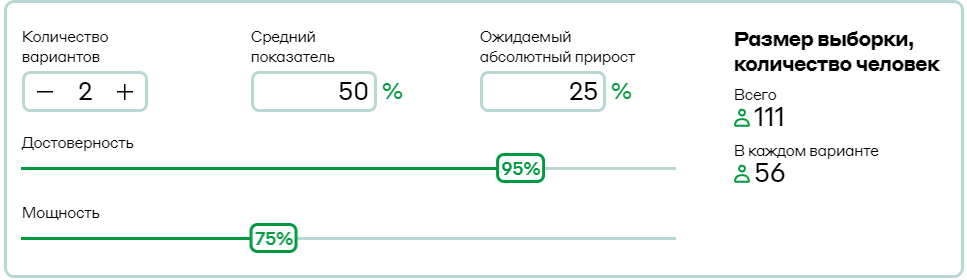 Количество
вариантов
— 2 +
Средний
показатель
50 %
Ожидаемый
абсолютный прирост
25 %
Достоверность
95%
Мощность
75%
Размер выборки,
количество человек
Всего
111
В каждом варианте
56